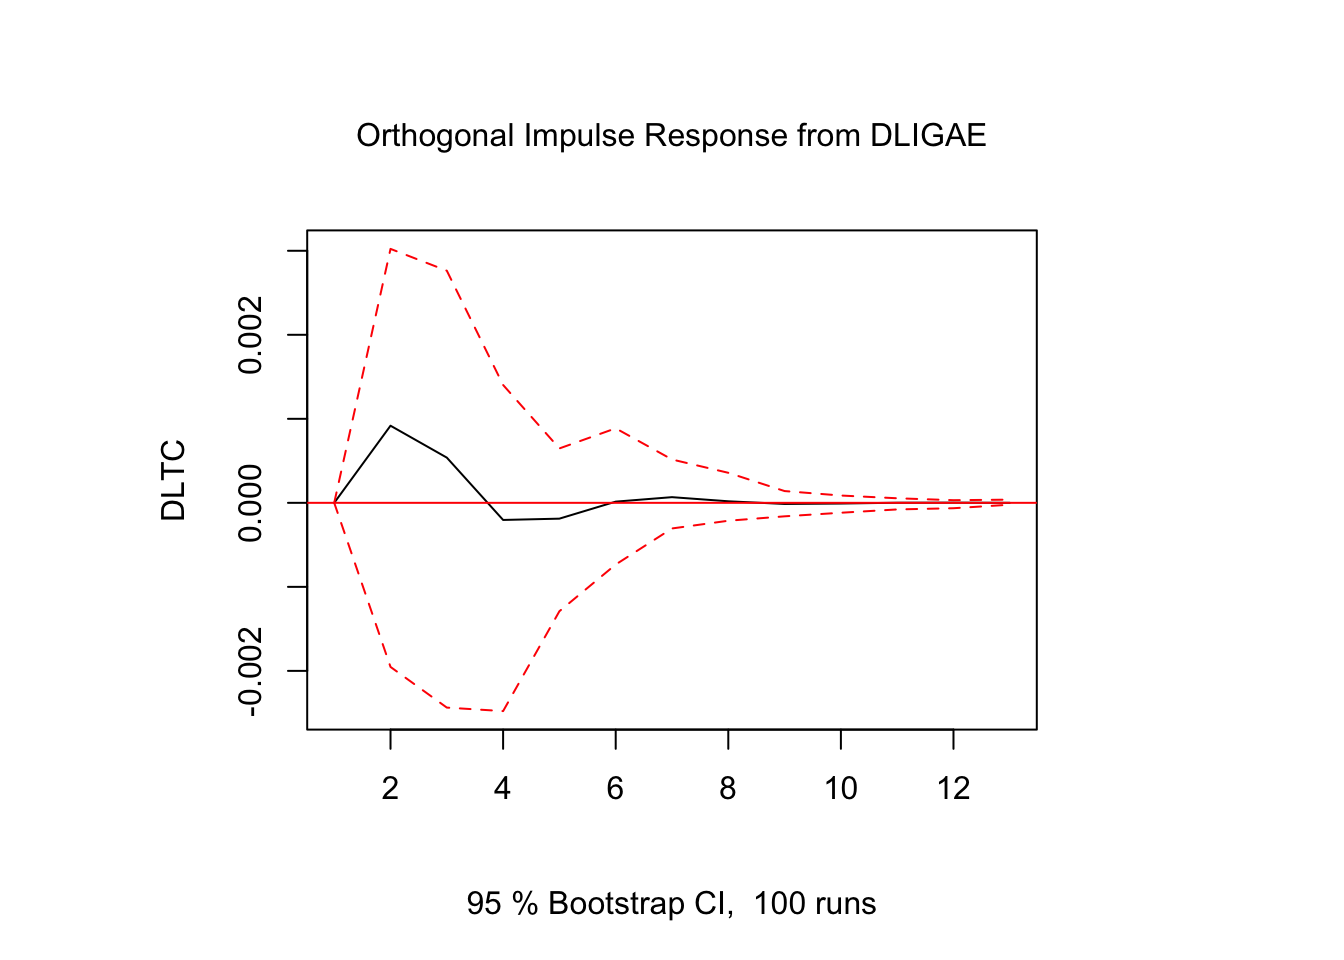 Orthogonal Impulse Response from DLIGAE
DLTC
0.002
0.000
-0.002
2 4 6 8 10 12
95 % Bootstrap CI,  100 runs